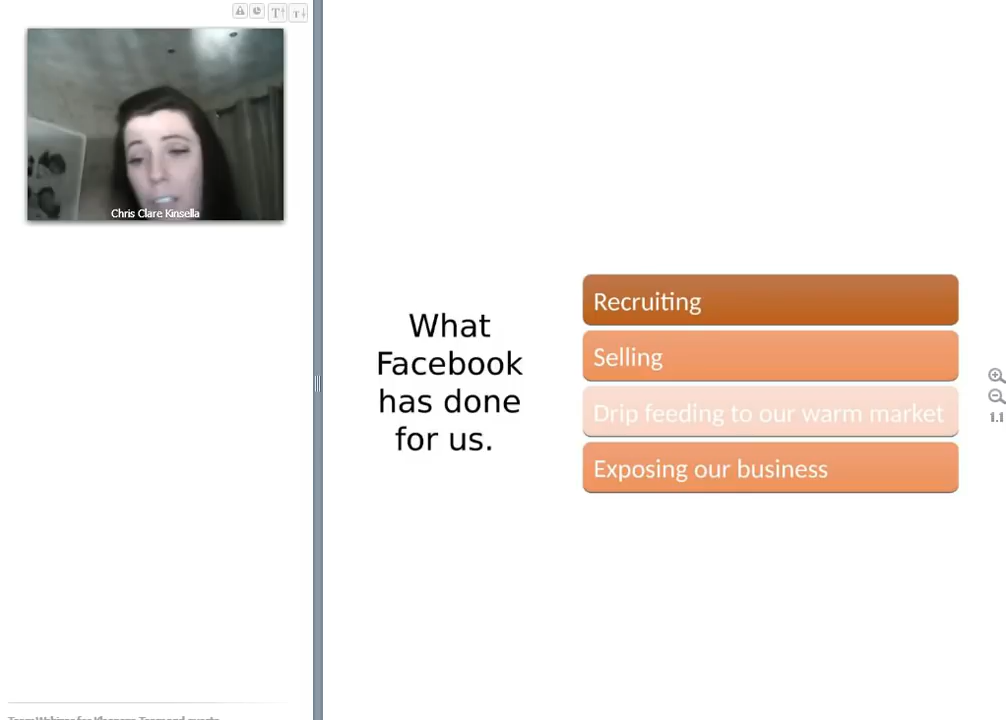 Chris Clare Kinsella
What
Facebook
has done
for us.
Recruiting
Selling
Drip feeding to our warm market
Exposing our business
1.1